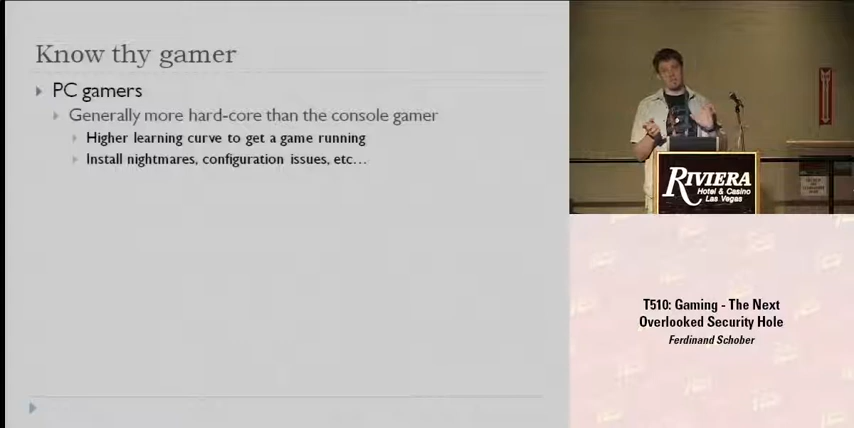 Know thy gamer
PC gamers
Generally more hard-core than the console gamer
Higher learning curve to get a game running
Install nightmares, configuration issues, etc…
RIVIERA
Hotel & Casino
Las Vegas
T510: Gaming - The Next
Overlooked Security Hole
Ferdinand Schober